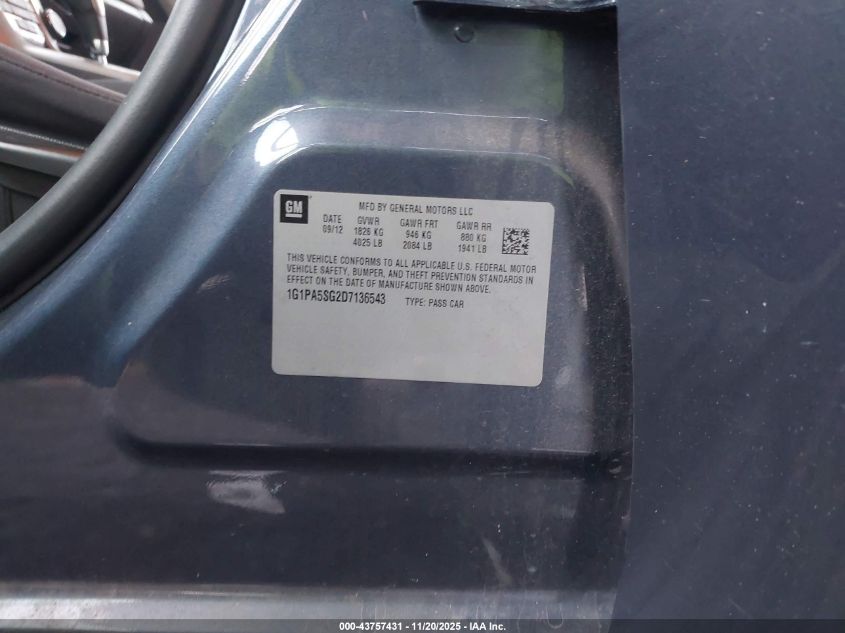 GM
MFD BY GENERAL MOTORS LLC
DATE GVWR GAWR FRT GAWR RR
09/12 1826 KG 946 KG 880 KG
4025 LB 2084 LB 1941 LB
THIS VEHICLE CONFORMS TO ALL APPLICABLE U.S. FEDERAL MOTOR
VEHICLE SAFETY, BUMPER, AND THEFT PREVENTION STANDARDS IN
EFFECT ON THE DATE OF MANUFACTURE SHOWN ABOVE.
1G1PA5SG2D7136543 TYPE: PASS CAR
000-43757431 - 11/20/2025 - IAA Inc.